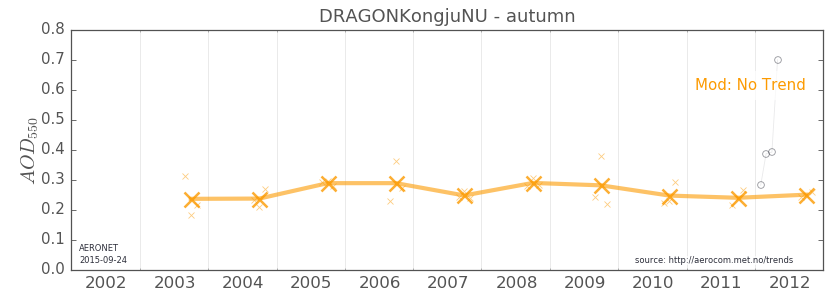 DRAGONKongjuNU - autumn
0.8
0.7
0.6
0.5
0.4
0.3
0.2
0.1
0.0
AOD550
Mod: No Trend
AERONET
2015-09-24
source: http://aerocom.met.no/trends
2002 2003 2004 2005 2006 2007 2008 2009 2010 2011 2012